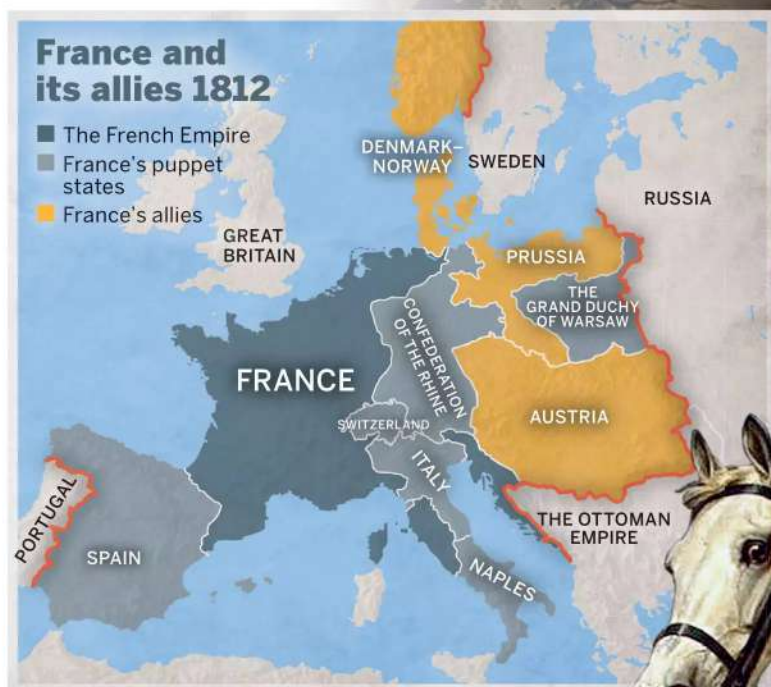 France and
its allies 1812
The French Empire
France's puppet
states
France's allies
DENMARK–
NORWAY
SWEDEN
RUSSIA
GREAT
BRITAIN
PRUSSIA
THE
GRAND DUCHY
OF WARSAW
CONFEDERATION
OF THE RHINE
FRANCE
SWITZERLAND
AUSTRIA
ITALY
PORTUGAL
SPAIN
THE OTTOMAN
EMPIRE
NAPLES